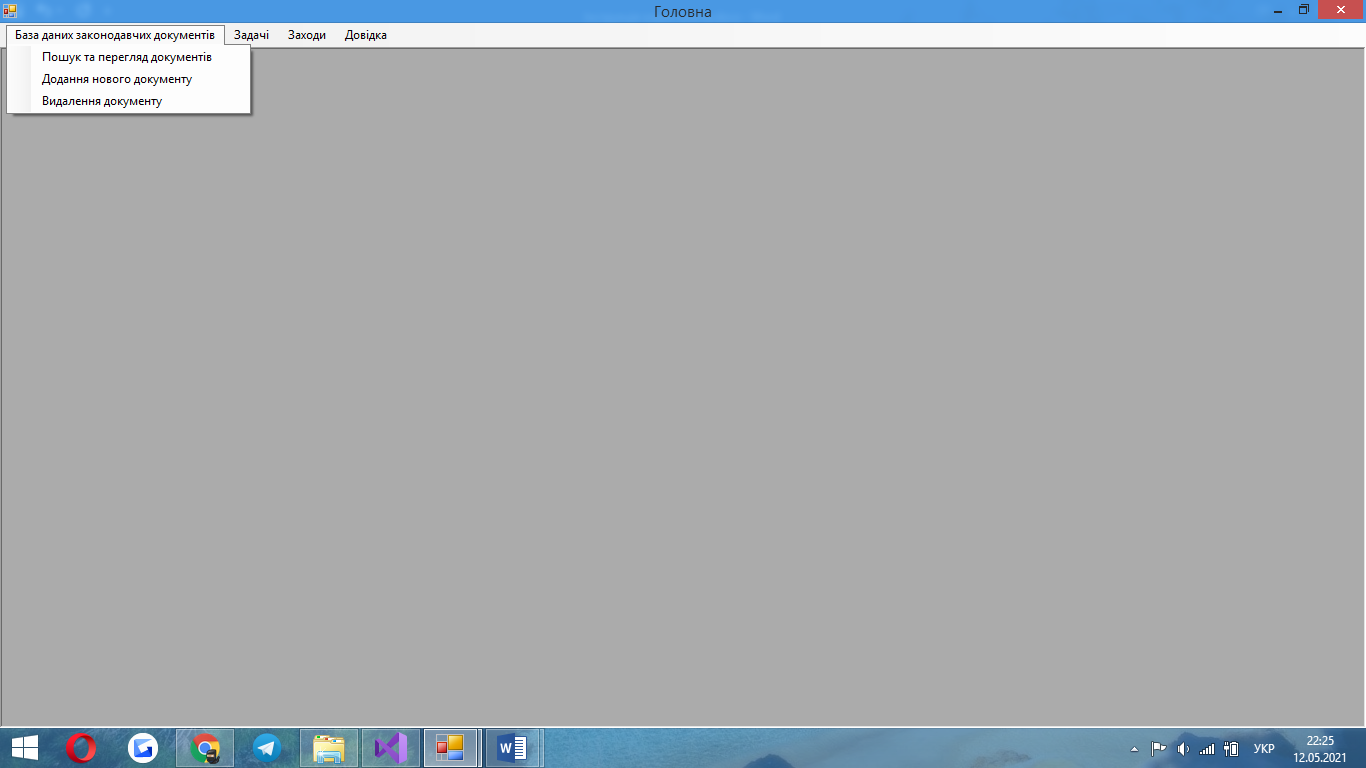 Головна
База даних законодавчих документів Задачі Заходи Довідка
Пошук та перегляд документів
Додання нового документу
Видалення документу
УКР
22:25
12.05.2021